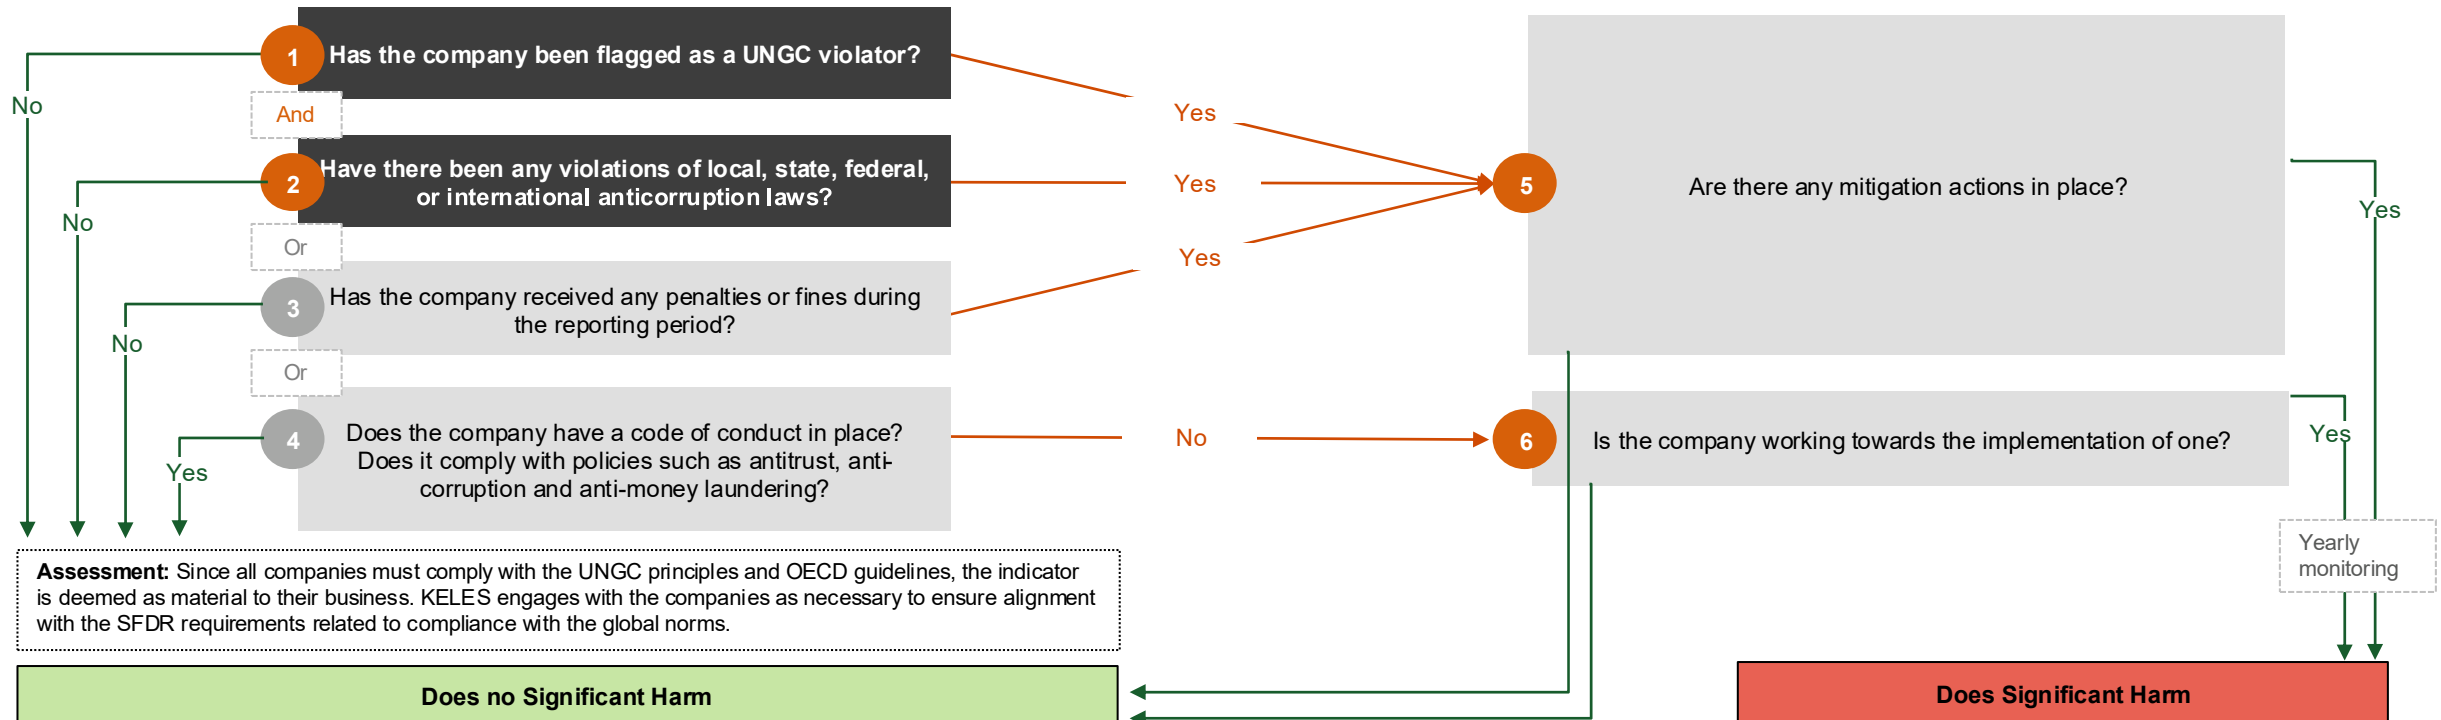 1
Has the company been flagged as a UNGC violator?
No
And
Yes
2
Have there been any violations of local, state, federal,
or international anticorruption laws?
No
Yes
5
Are there any mitigation actions in place?
Yes
Or
Yes
3
Has the company received any penalties or fines during
the reporting period?
No
Or
4
Does the company have a code of conduct in place?
Does it comply with policies such as antitrust, anti-
corruption and anti-money laundering?
Yes
No
6
Is the company working towards the implementation of one?
Yes
Yearly
monitoring
Assessment: Since all companies must comply with the UNGC principles and OECD guidelines, the indicator
is deemed as material to their business. KELES engages with the companies as necessary to ensure alignment
with the SFDR requirements related to compliance with the global norms.
Does no Significant Harm
Does Significant Harm